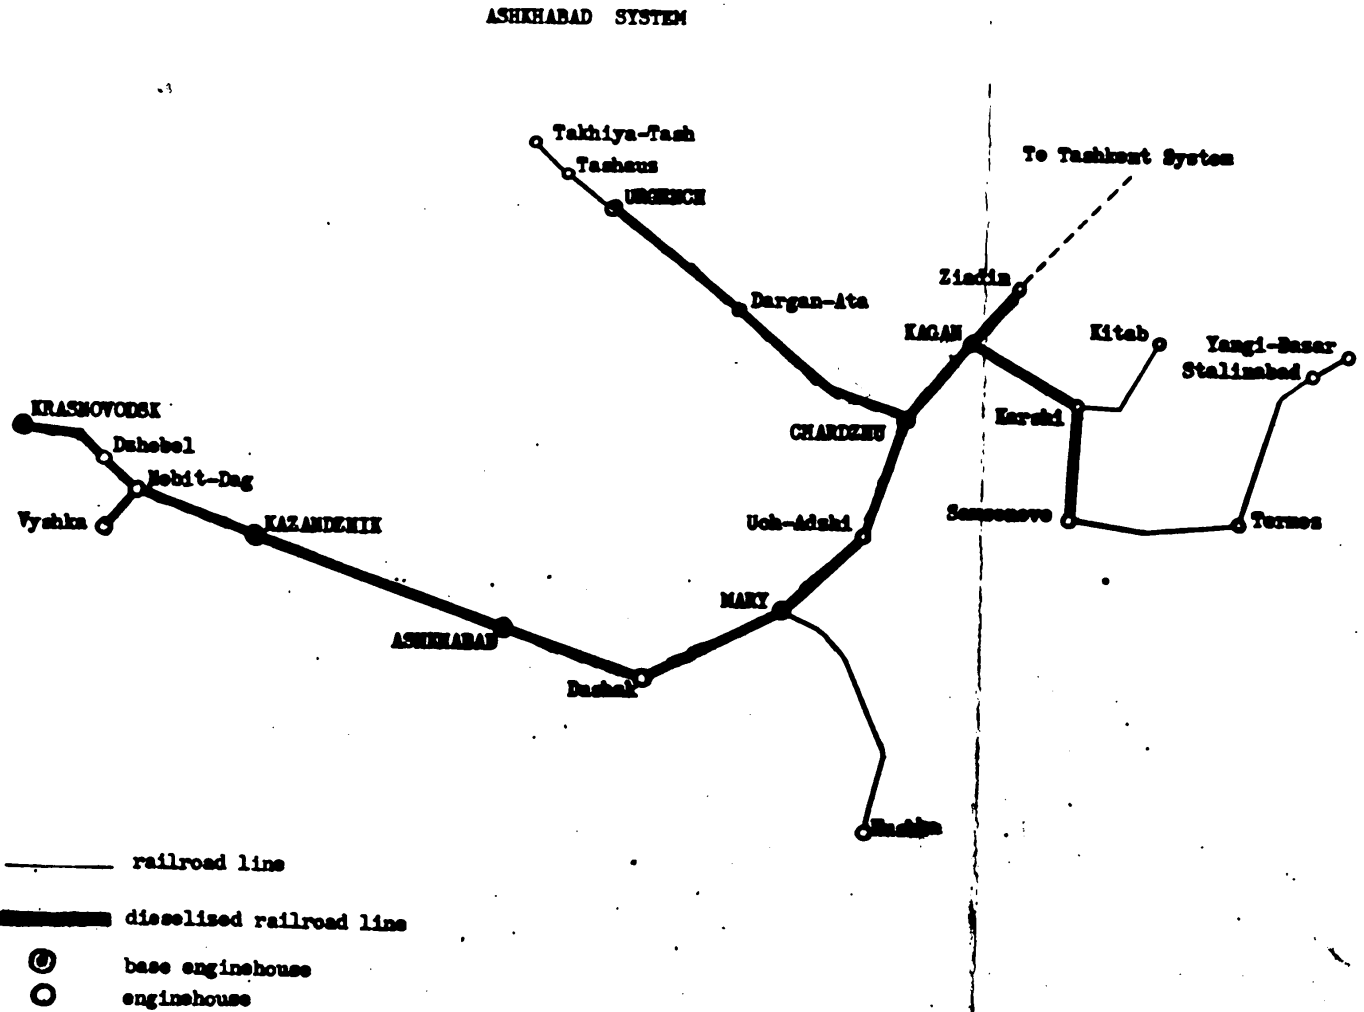 ASHKHABAD SYSTEM
Takhiya-Tash
To Tashkent System
Tashauz
URGENCH
Ziadin
Dargan-Ata
KAGAN
Kitab
Yangi-Bazar
Stalinabad
KRASNOVODSK
Karshi
CHARDZHU
Dzhebel
Nebit-Dag
Vyshka
KAZANDZHIK
Uch-Adzhi
Samsonovo
Termez
MARY
ASHKHABAD
Dushak
Kushka
railroad line
dieselized railroad line
base enginehouse
enginehouse